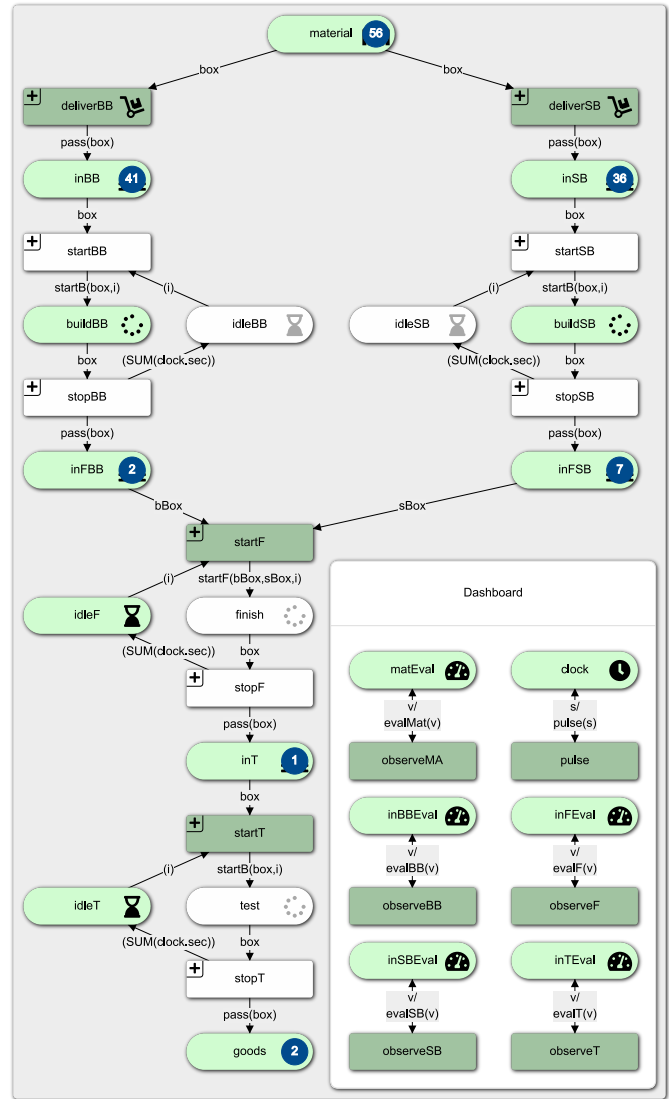 material 56
box box
deliverBB deliverSB
pass(box) pass(box)
inBB 41 inSB 36
box box
startBB startSB
startB(box,i) (i) (i) startB(box,i)
buildBB idleBB idleSB buildSB
box (SUM(clock.sec)) (SUM(clock.sec)) box
stopBB stopSB
pass(box) pass(box)
inFBB 2 inFSB 7
bBox sBox
startF
(i) startF(bBox,sBox,i)
idleF finish
(SUM(clock.sec)) box
stopF
pass(box)
inT 1
box
startT
(i) startB(box,i)
idleT test
(SUM(clock.sec)) box
stopT
pass(box)
goods 2
Dashboard
matEval clock
v/ s/
evalMat(v) pulse(s)
observeMA pulse
inBBEval inFEval
v/ v/
evalBB(v) evalF(v)
observeBB observeF
inSBEval inTEval
v/ v/
evalSB(v) evalT(v)
observeSB observeT